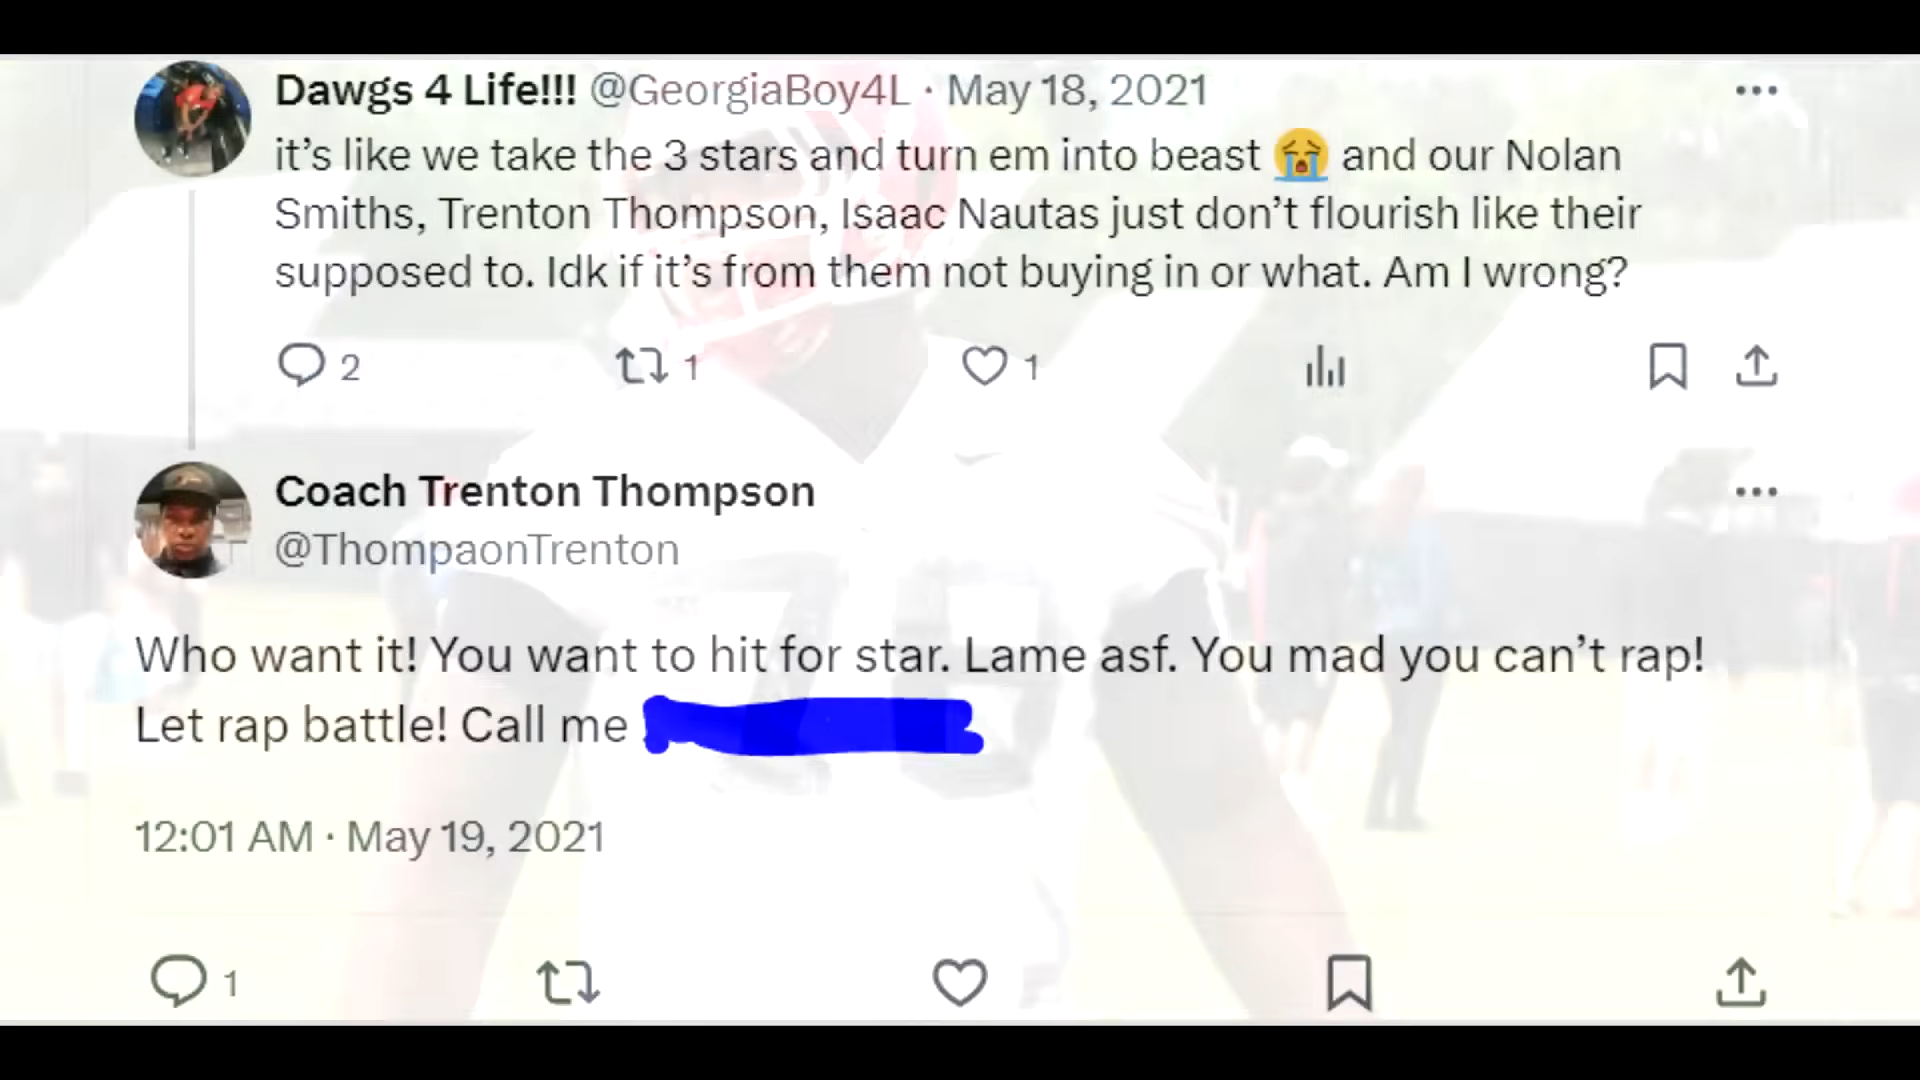 Dawgs 4 Life!!! @GeorgiaBoy4L · May 18, 2021
it’s like we take the 3 stars and turn em into beast 😭 and our Nolan
Smiths, Trenton Thompson, Isaac Nautas just don’t flourish like their
supposed to. Idk if it’s from them not buying in or what. Am I wrong?
2 1 1
Coach Trenton Thompson
@ThompaonTrenton
Who want it! You want to hit for star. Lame asf. You mad you can’t rap!
Let rap battle! Call me
12:01 AM · May 19, 2021
1